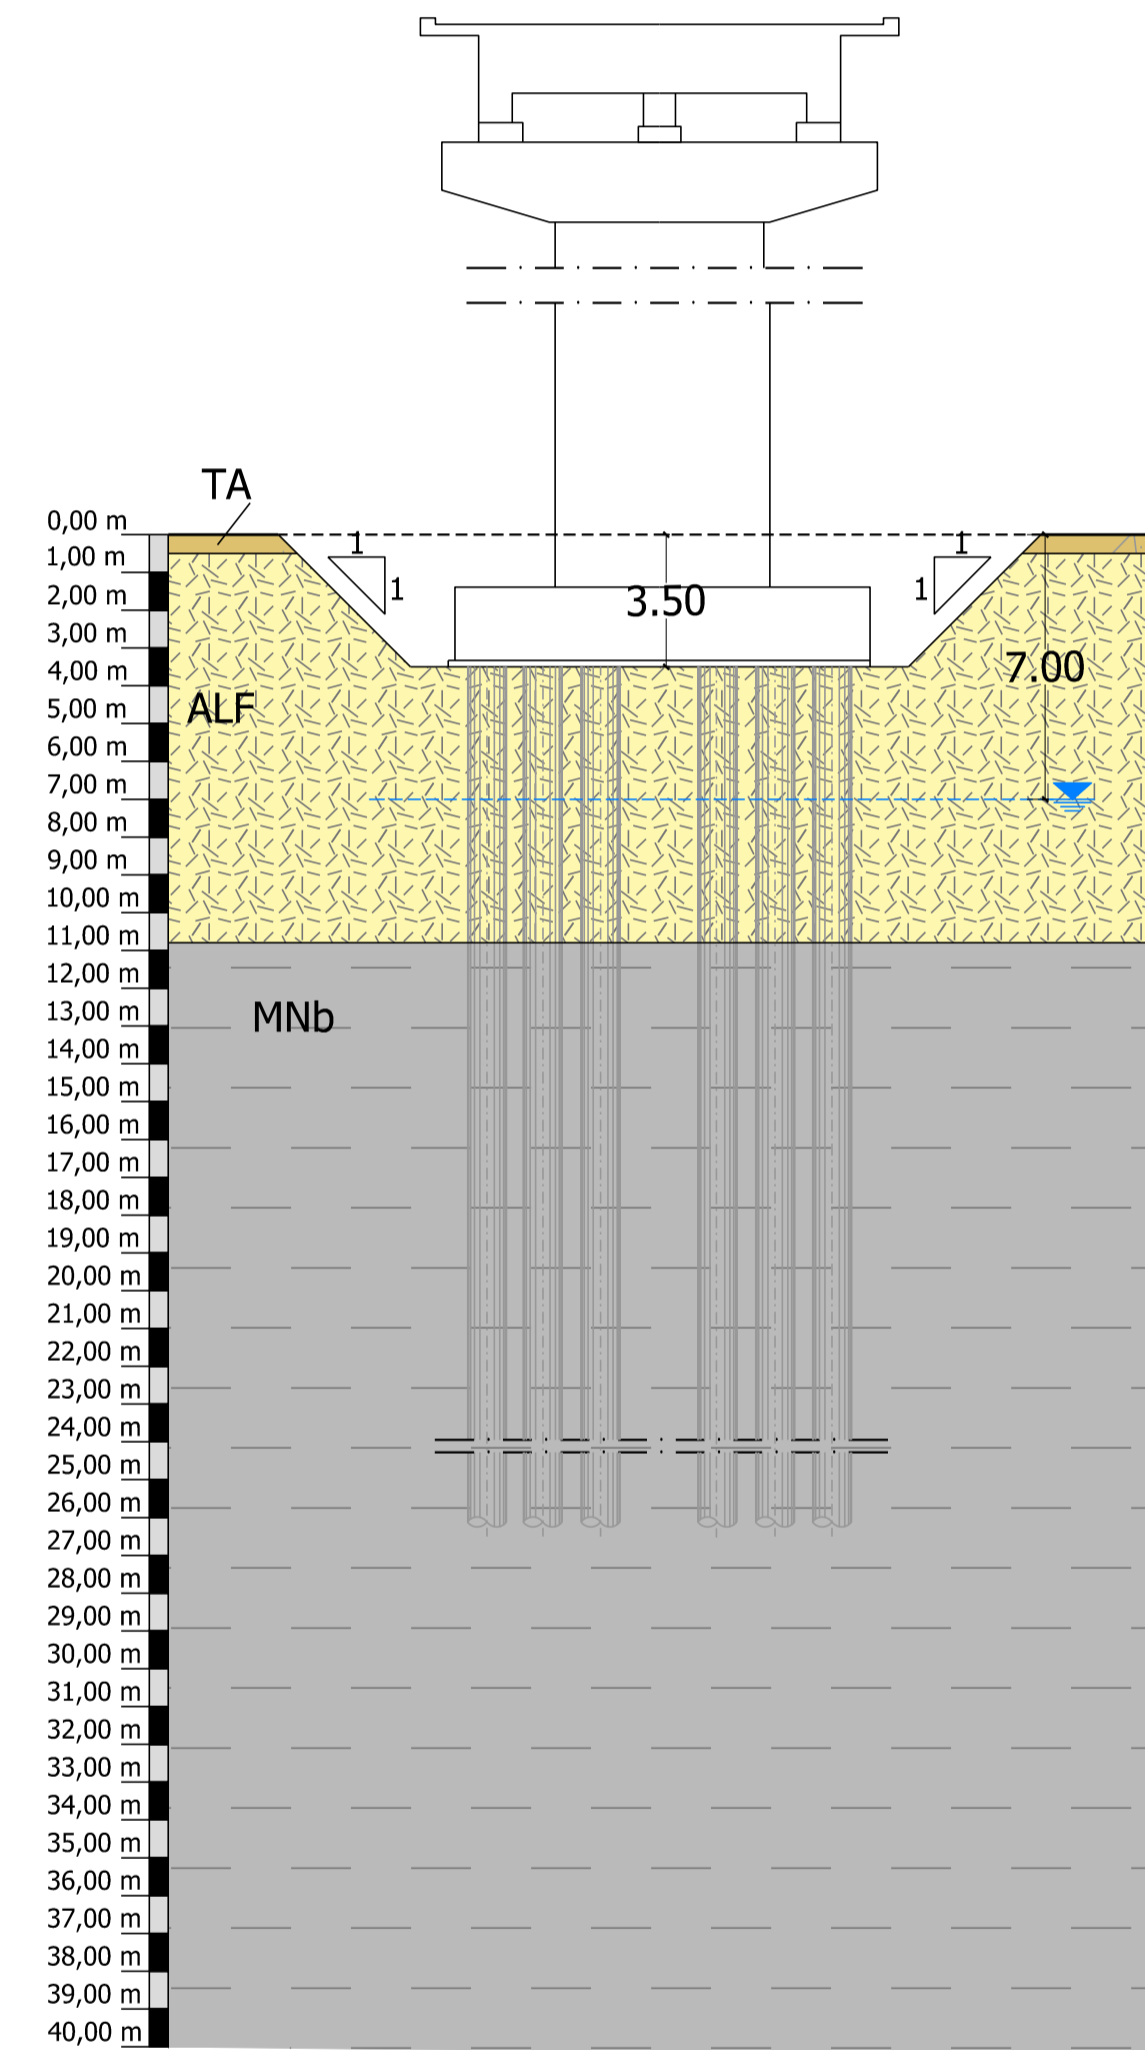 TA
0,00 m
1
1
1,00 m
1
1
2,00 m
3.50
3,00 m
4,00 m
7.00
5,00 m
ALF
6,00 m
7,00 m
8,00 m
9,00 m
10,00 m
11,00 m
12,00 m
13,00 m
MNb
14,00 m
15,00 m
16,00 m
17,00 m
18,00 m
19,00 m
20,00 m
21,00 m
22,00 m
23,00 m
24,00 m
25,00 m
26,00 m
27,00 m
28,00 m
29,00 m
30,00 m
31,00 m
32,00 m
33,00 m
34,00 m
35,00 m
36,00 m
37,00 m
38,00 m
39,00 m
40,00 m